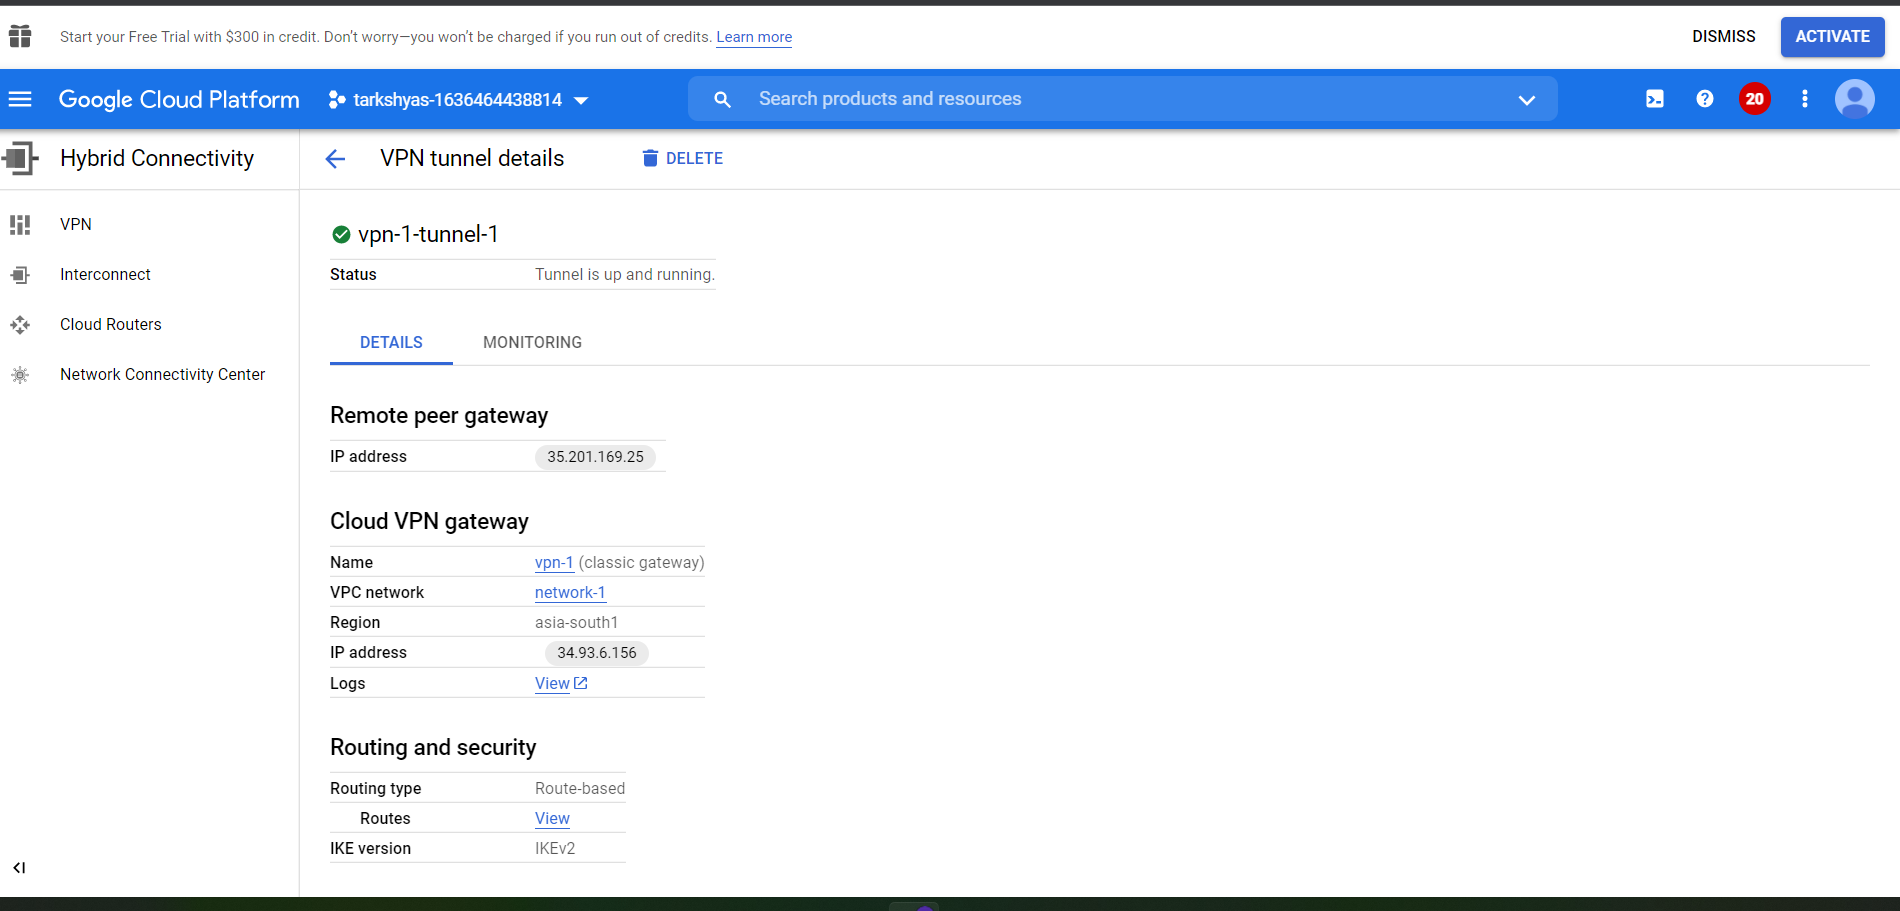 Start your Free Trial with $300 in credit. Don't worry—you won't be charged if you run out of credits. Learn more
DISMISS
ACTIVATE
Google Cloud Platform
tarkshyas-1636464438814
Search products and resources
20
Hybrid Connectivity
VPN tunnel details
DELETE
VPN
Interconnect
Cloud Routers
Network Connectivity Center
vpn-1-tunnel-1
Status Tunnel is up and running.
DETAILS MONITORING
Remote peer gateway
IP address 35.201.169.25
Cloud VPN gateway
Name vpn-1 (classic gateway)
VPC network network-1
Region asia-south1
IP address 34.93.6.156
Logs View
Routing and security
Routing type Route-based
Routes View
IKE version IKEv2